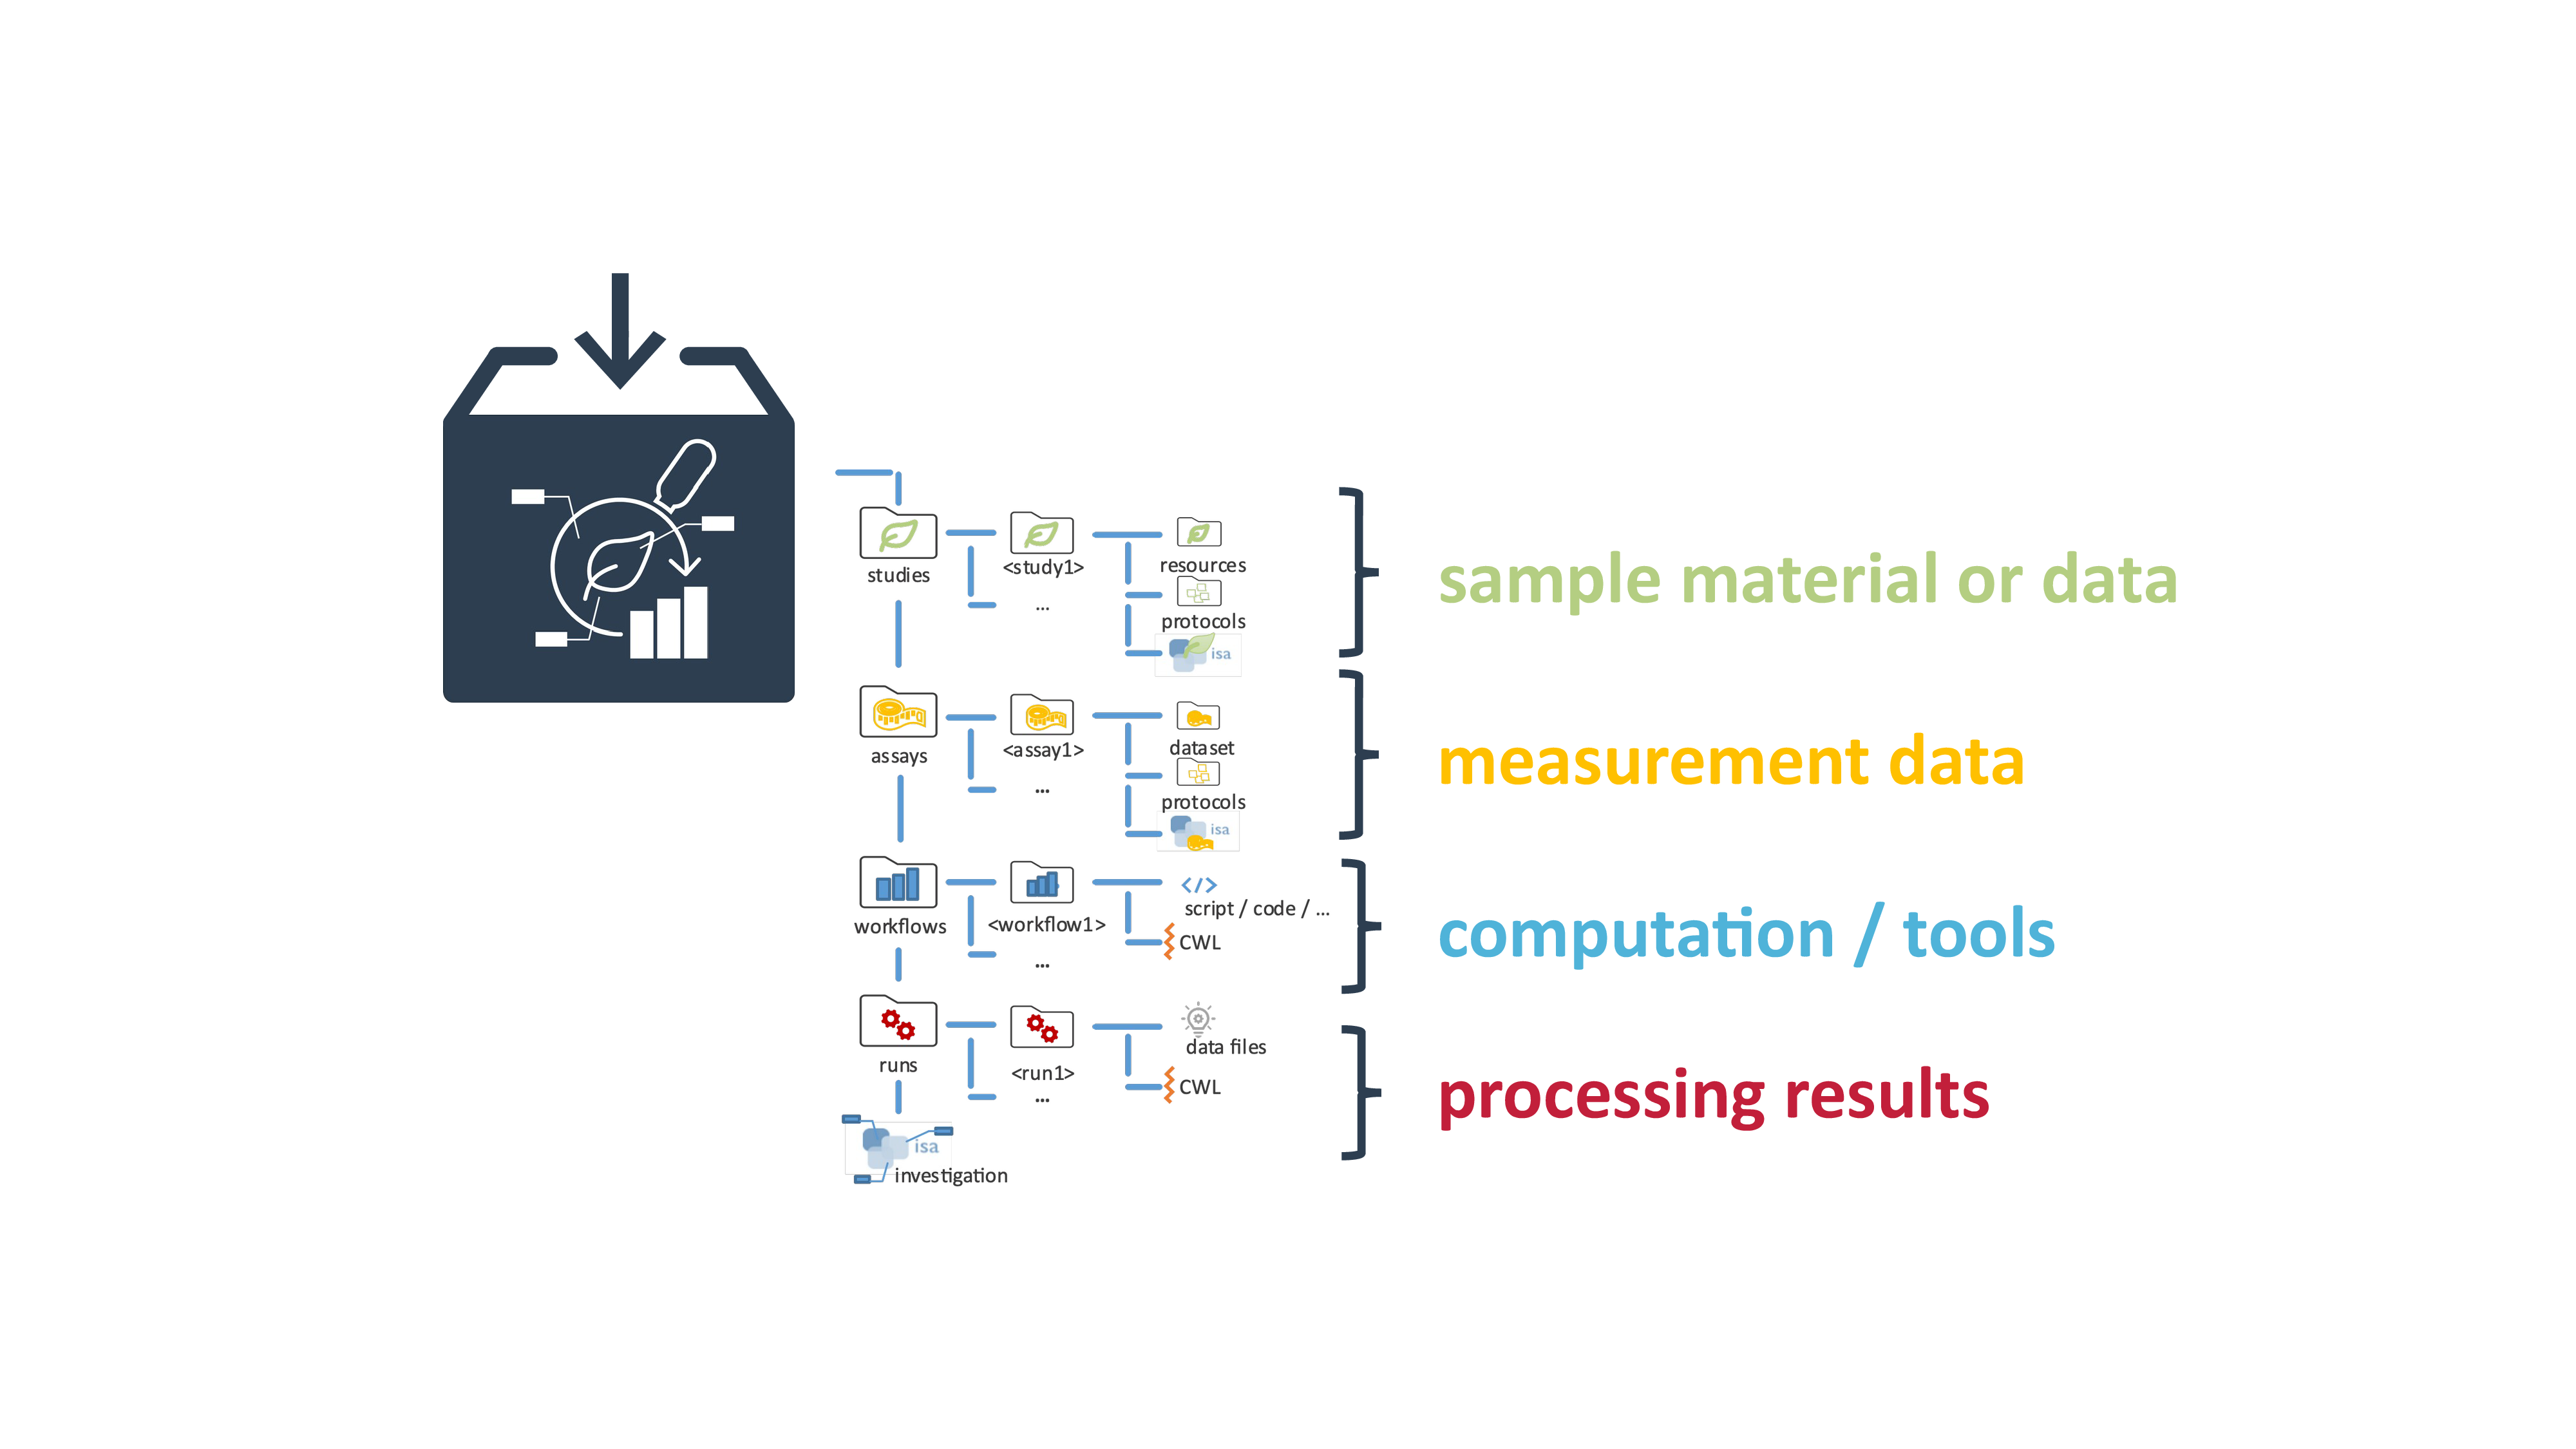 studies
<study1>
...
resources
protocols
isa
sample material or data
assays
<assay1>
...
dataset
protocols
isa
measurement data
workflows
<workflow1>
...
</>
script / code / ...
CWL
computation / tools
runs
<run1>
...
data files
CWL
processing results
isa
investigation